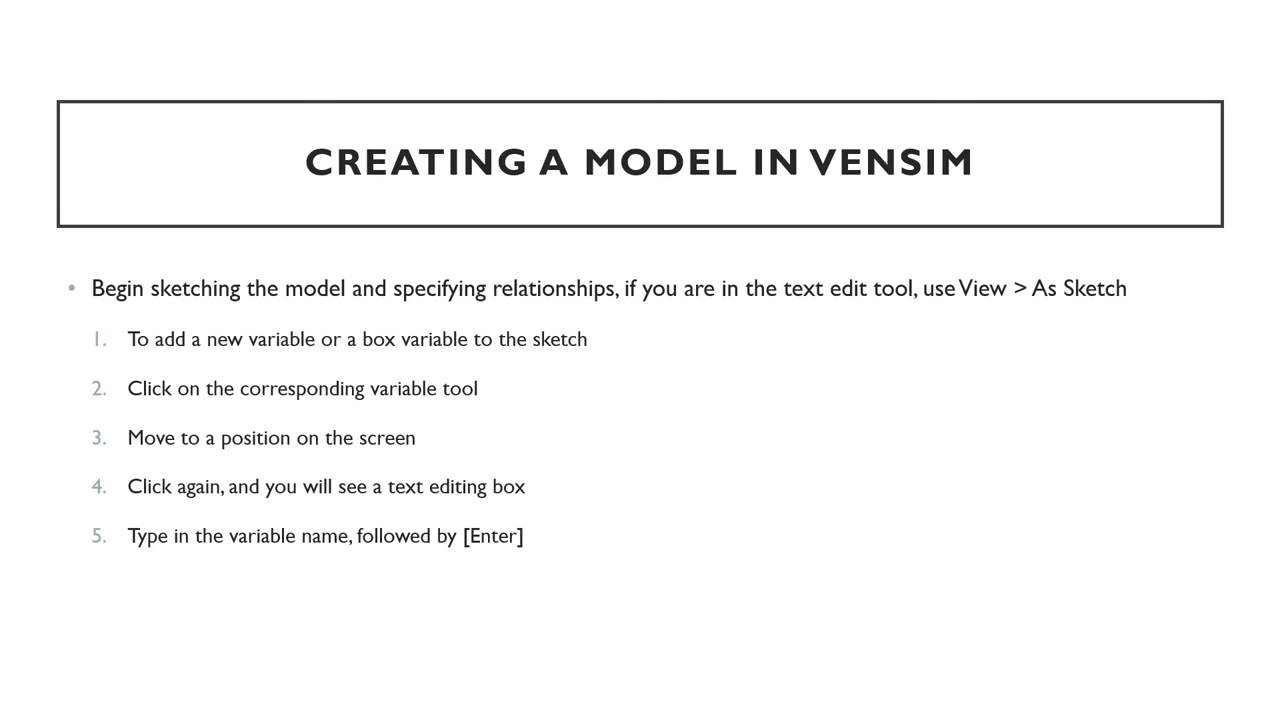 CREATING A MODEL IN VENSIM
• Begin sketching the model and specifying relationships, if you are in the text edit tool, use View > As Sketch
1. To add a new variable or a box variable to the sketch
2. Click on the corresponding variable tool
3. Move to a position on the screen
4. Click again, and you will see a text editing box
5. Type in the variable name, followed by [Enter]